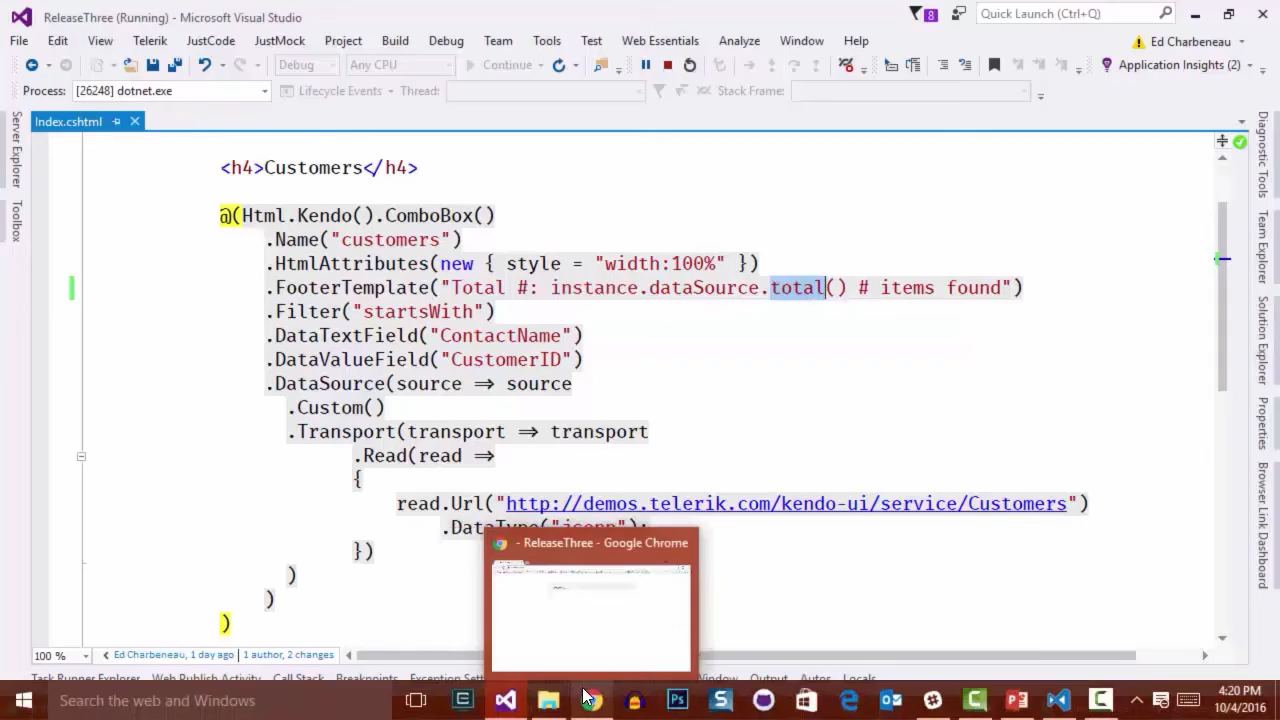 ReleaseThree (Running) - Microsoft Visual Studio
8
Quick Launch (Ctrl+Q)
File Edit View Telerik JustCode JustMock Project Build Debug Team Tools Test Web Essentials Analyze Window Help
Ed Charbeneau
Debug Any CPU Continue Application Insights (2)
Process: [26248] dotnet.exe Lifecycle Events Thread: Stack Frame:
Server Explorer
Toolbox
Index.cshtml
<h4>Customers</h4>
@(Html.Kendo().ComboBox()
.Name("customers")
.HtmlAttributes(new { style = "width:100%" })
.FooterTemplate("Total #: instance.dataSource.total() # items found")
.Filter("startsWith")
.DataTextField("ContactName")
.DataValueField("CustomerID")
.DataSource(source => source
.Custom()
.Transport(transport => transport
.Read(read =>
{
read.Url("http://demos.telerik.com/kendo-ui/service/Customers")
.DataType("jsonp");
})
)
)
)
Diagnostic Tools
Team Explorer
Solution Explorer
Properties
Browser Link Dashboard
- ReleaseThree - Google Chrome
100 %
Ed Charbeneau, 1 day ago | 1 author, 2 changes
Task Runner Explorer Web Publish Activity Call Stack Breakpoints Output Autos Locals
Search the web and Windows
Ps
S
4:20 PM
10/4/2016